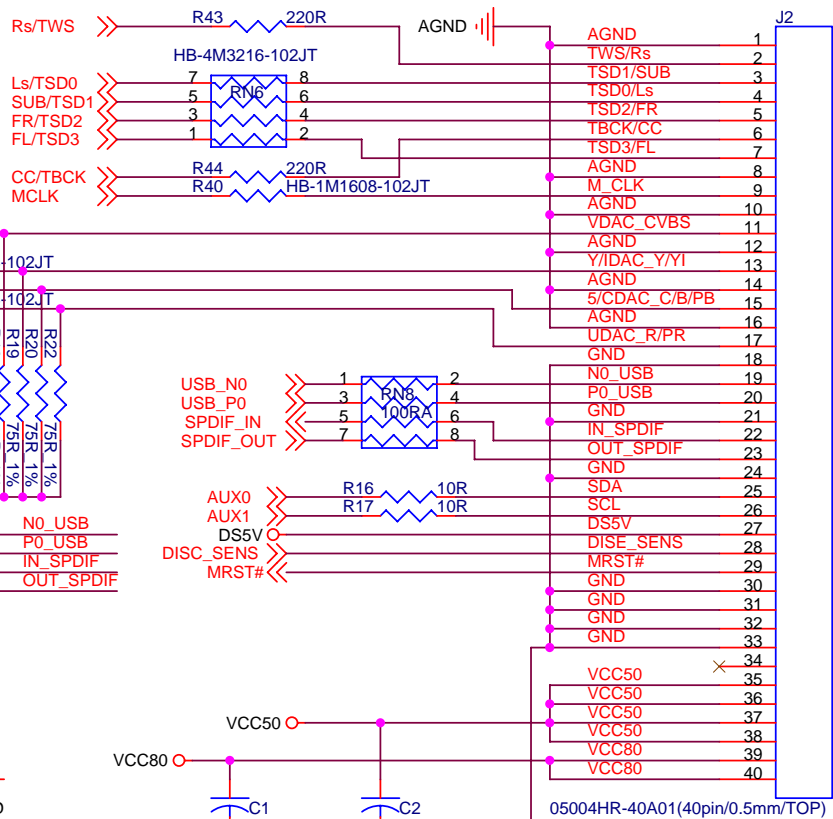 J2
Rs/TWS R43 220R AGND
AGND 1
TWS/Rs 2
HB-4M3216-102JT
TSD1/SUB 3
Ls/TSD0 7 8 TSD0/Ls 4
RN6
SUB/TSD1 5 6 TSD2/FR 5
FR/TSD2 3 4 TBCK/CC 6
FL/TSD3 1 2 TSD3/FL 7
AGND 8
CC/TBCK R44 220R
MCLK R40 HB-1M1608-102JT M_CLK 9
AGND 10
VDAC_CVBS 11
AGND 12
-102JT Y/IDAC_Y/YI 13
AGND 14
-102JT 5/CDAC_C/B/PB 15
AGND 16
UDAC_R/PR 17
R19 R20 R22
75R 1% 75R 1% 75R 1%
GND 18
USB_N0 1 2 N0_USB 19
RN8
USB_P0 3 4 P0_USB 20
100RA
SPDIF_IN 5 6 GND 21
IN_SPDIF 22
SPDIF_OUT 7 8 OUT_SPDIF 23
GND 24
AUX0 R16 10R SDA 25
AUX1 R17 10R SCL 26
DS5V DS5V 27
DISC_SENS DISE_SENS 28
MRST# MRST# 29
N0_USB
P0_USB
IN_SPDIF
OUT_SPDIF
GND 30
GND 31
GND 32
GND 33
34
VCC50 35
VCC50 36
VCC50 VCC50 37
VCC50 38
VCC80 VCC80 39
VCC80 40
C1 C2 05004HR-40A01(40pin/0.5mm/TOP)